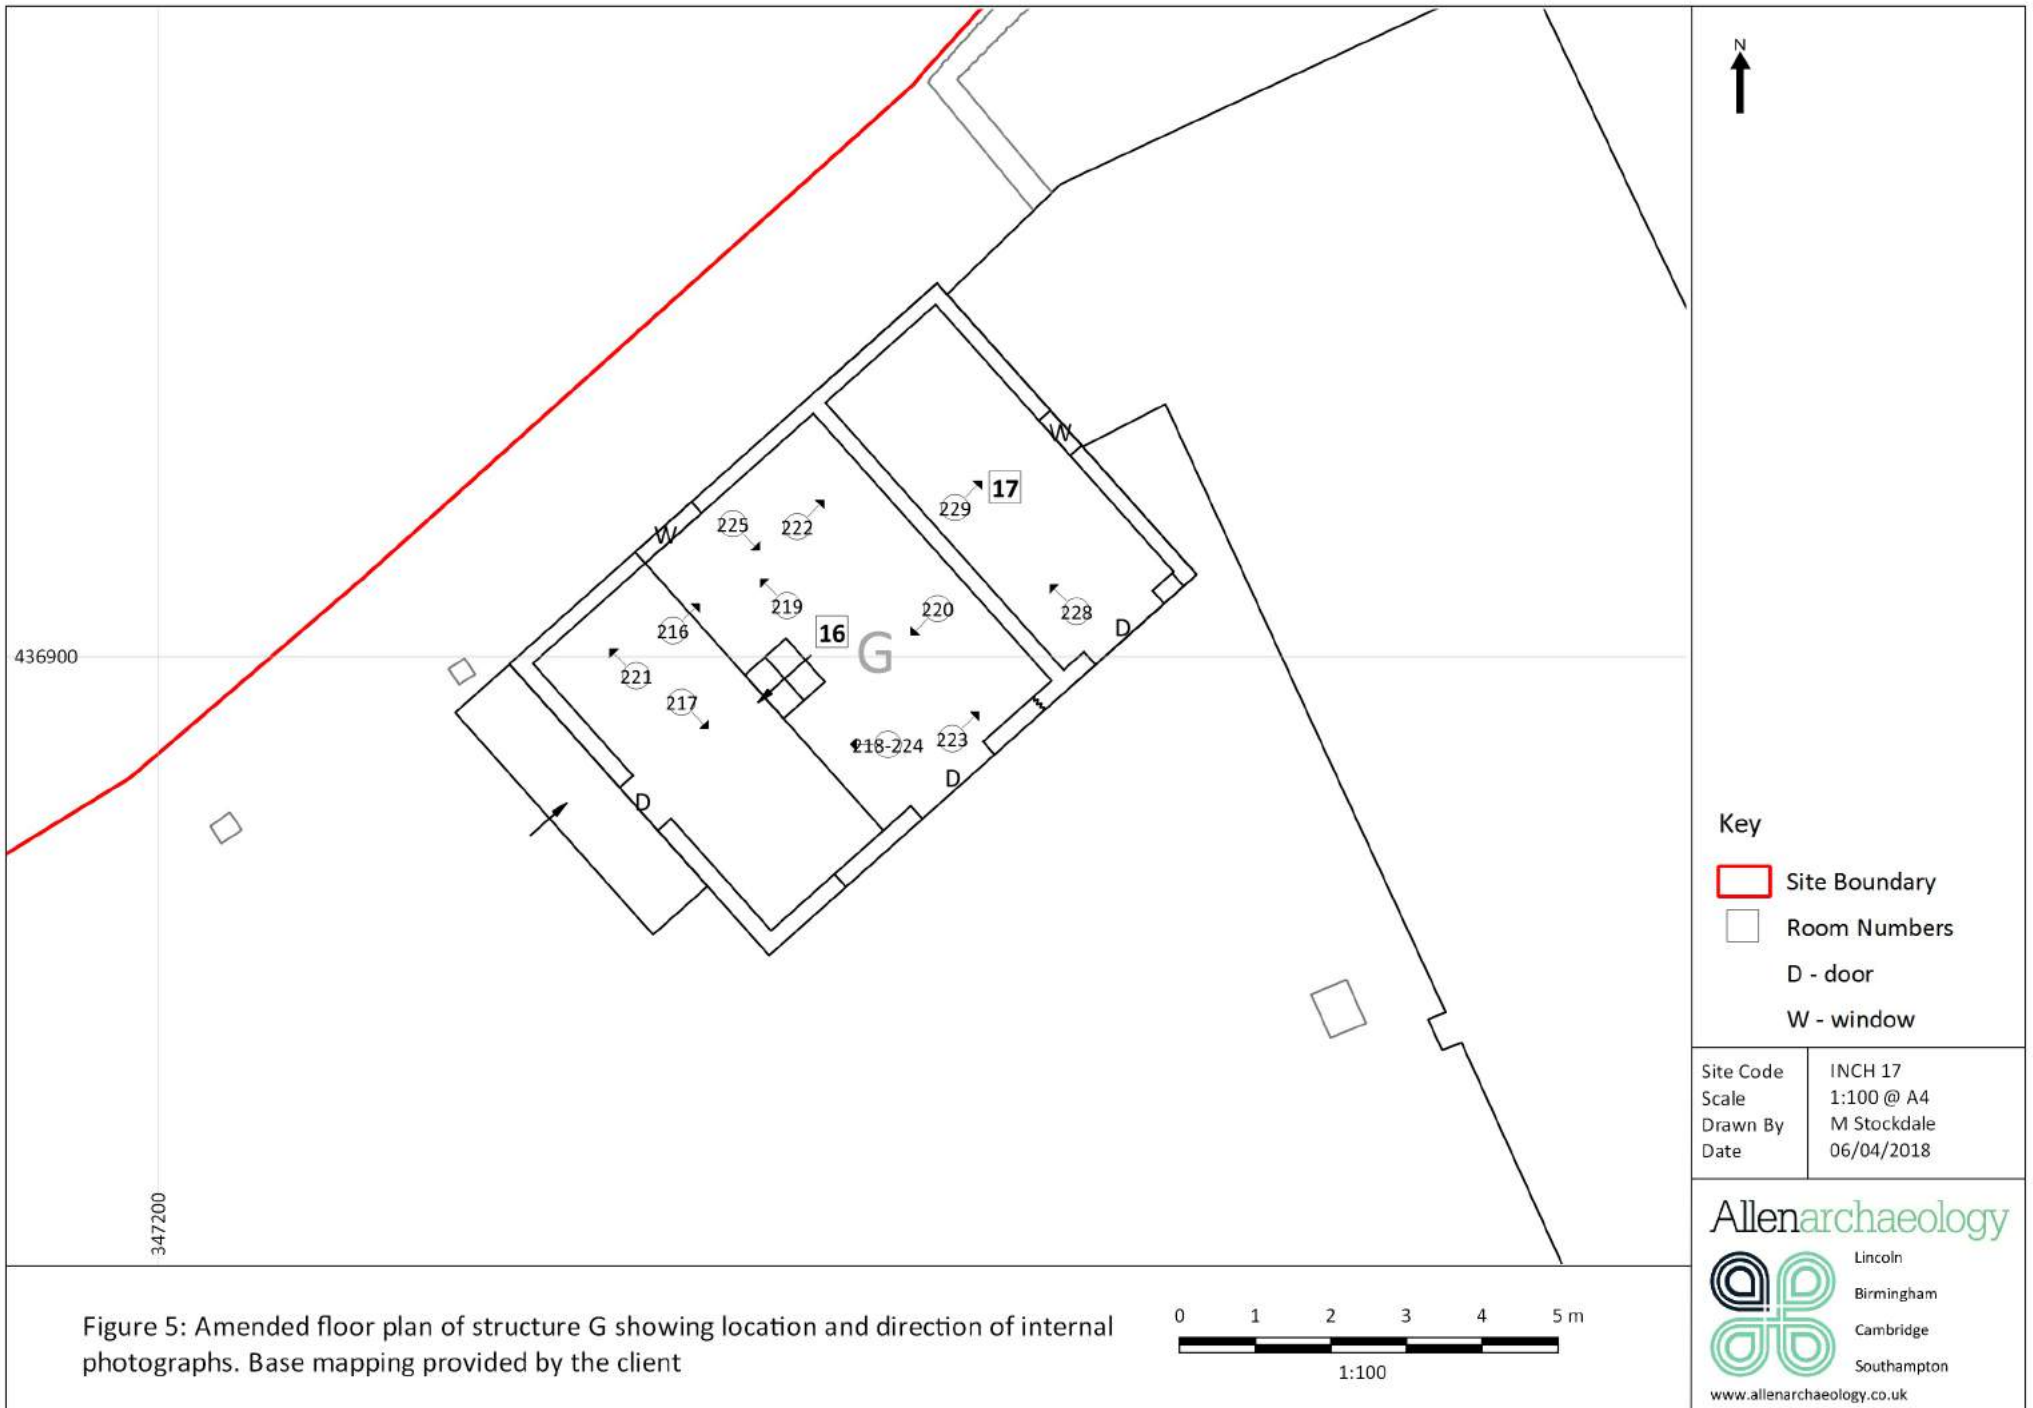 N
W
225
222
229
17
219
220
228
216
16
D
G
436900
221
217
218-224
223
D
D
W
347200
Key
Site Boundary
Room Numbers
D - door
W - window
Site Code INCH 17
Scale 1:100 @ A4
Drawn By M Stockdale
Date 06/04/2018
Allenarchaeology
Lincoln
Birmingham
Cambridge
Southampton
www.allenarchaeology.co.uk
Figure 5: Amended floor plan of structure G showing location and direction of internal
photographs. Base mapping provided by the client
0 1 2 3 4 5 m
1:100